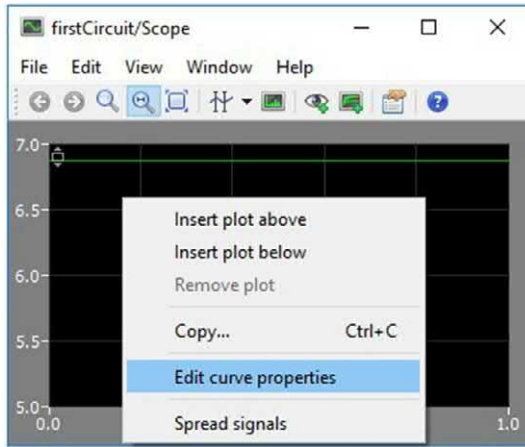 firstCircuit/Scope
File Edit View Window Help
7.0
6.5
6.0
5.5
5.0
0.0
1.0
Insert plot above
Insert plot below
Remove plot
Copy... Ctrl+C
Edit curve properties
Spread signals